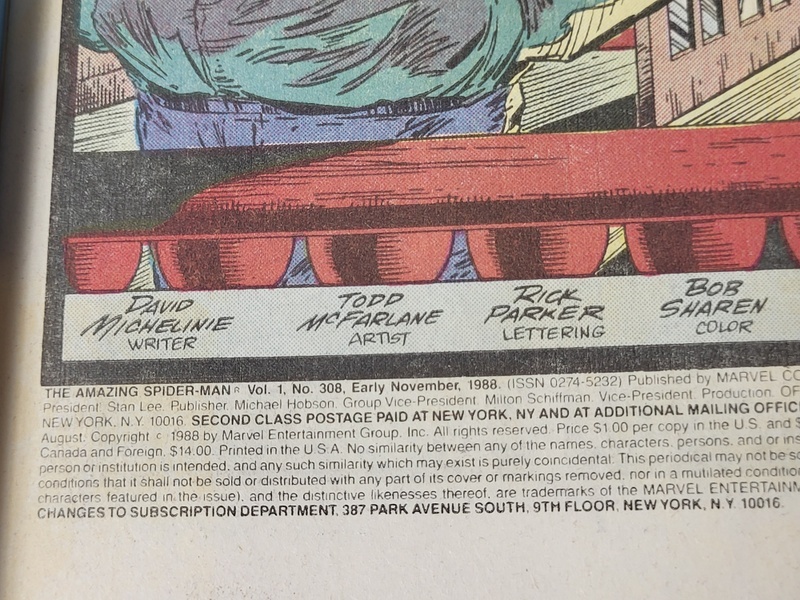 DAVID MICHELINIE WRITER
TODD McFARLANE ARTIST
RICK PARKER LETTERING
BOB SHAREN COLOR
THE AMAZING SPIDER-MAN® Vol. 1, No. 308, Early November, 1988. (ISSN 0274-5232) Published by MARVEL CO
President. Stan Lee, Publisher. Michael Hobson, Group Vice-President. Milton Schiffman, Vice-President, Production. OF
NEW YORK, N.Y. 10016. SECOND CLASS POSTAGE PAID AT NEW YORK, NY AND AT ADDITIONAL MAILING OFFIC
August. Copyright © 1988 by Marvel Entertainment Group, Inc. All rights reserved. Price $1.00 per copy in the U.S. and
Canada and Foreign, $14.00. Printed in the U.S.A. No similarity between any of the names, characters, persons, and or ins
person or institution is intended, and any such similarity which may exist is purely coincidental. This periodical may not be so
conditions that it shall not be sold or distributed with any part of its cover or markings removed, nor in a mutilated condition
characters featured in the issue), and the distinctive likenesses thereof, are trademarks of the MARVEL ENTERTAINM
CHANGES TO SUBSCRIPTION DEPARTMENT, 387 PARK AVENUE SOUTH, 9TH FLOOR, NEW YORK, N.Y. 10016.